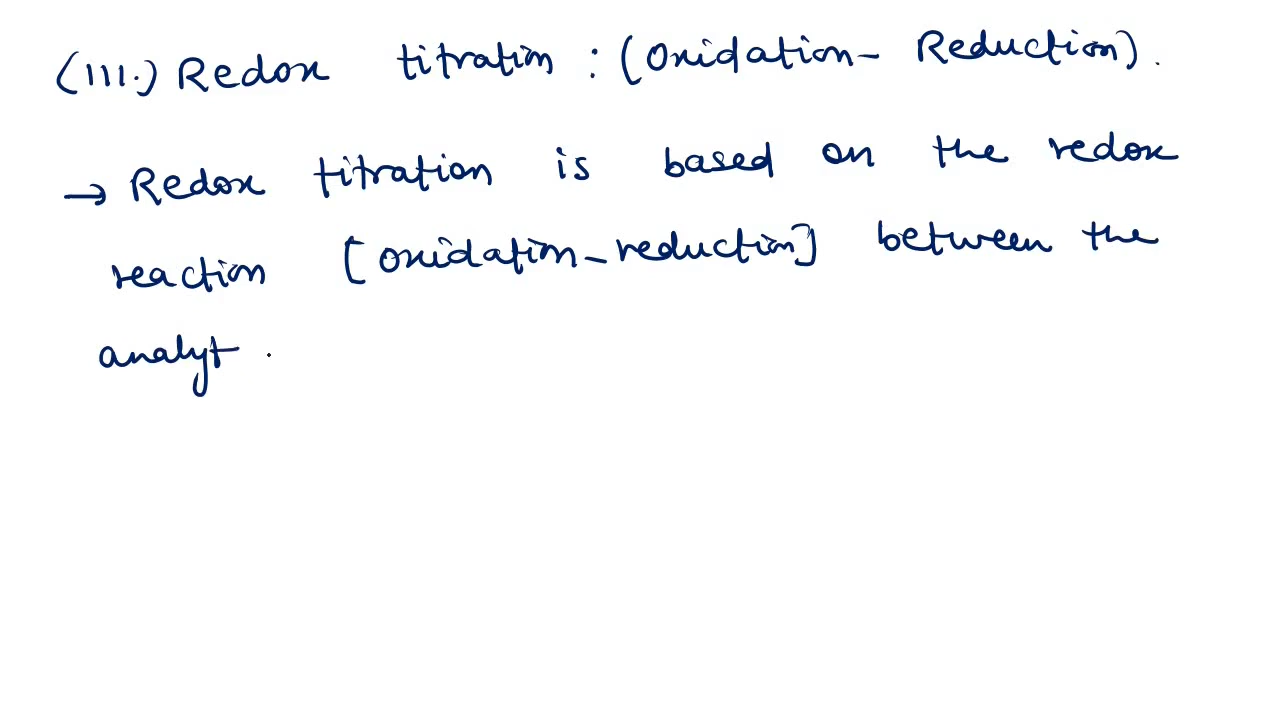 (III.) Redox titration : (Oxidation- Reduction).
→ Redox titration is based on the redox
reaction [oxidation-reduction] between the
analyt